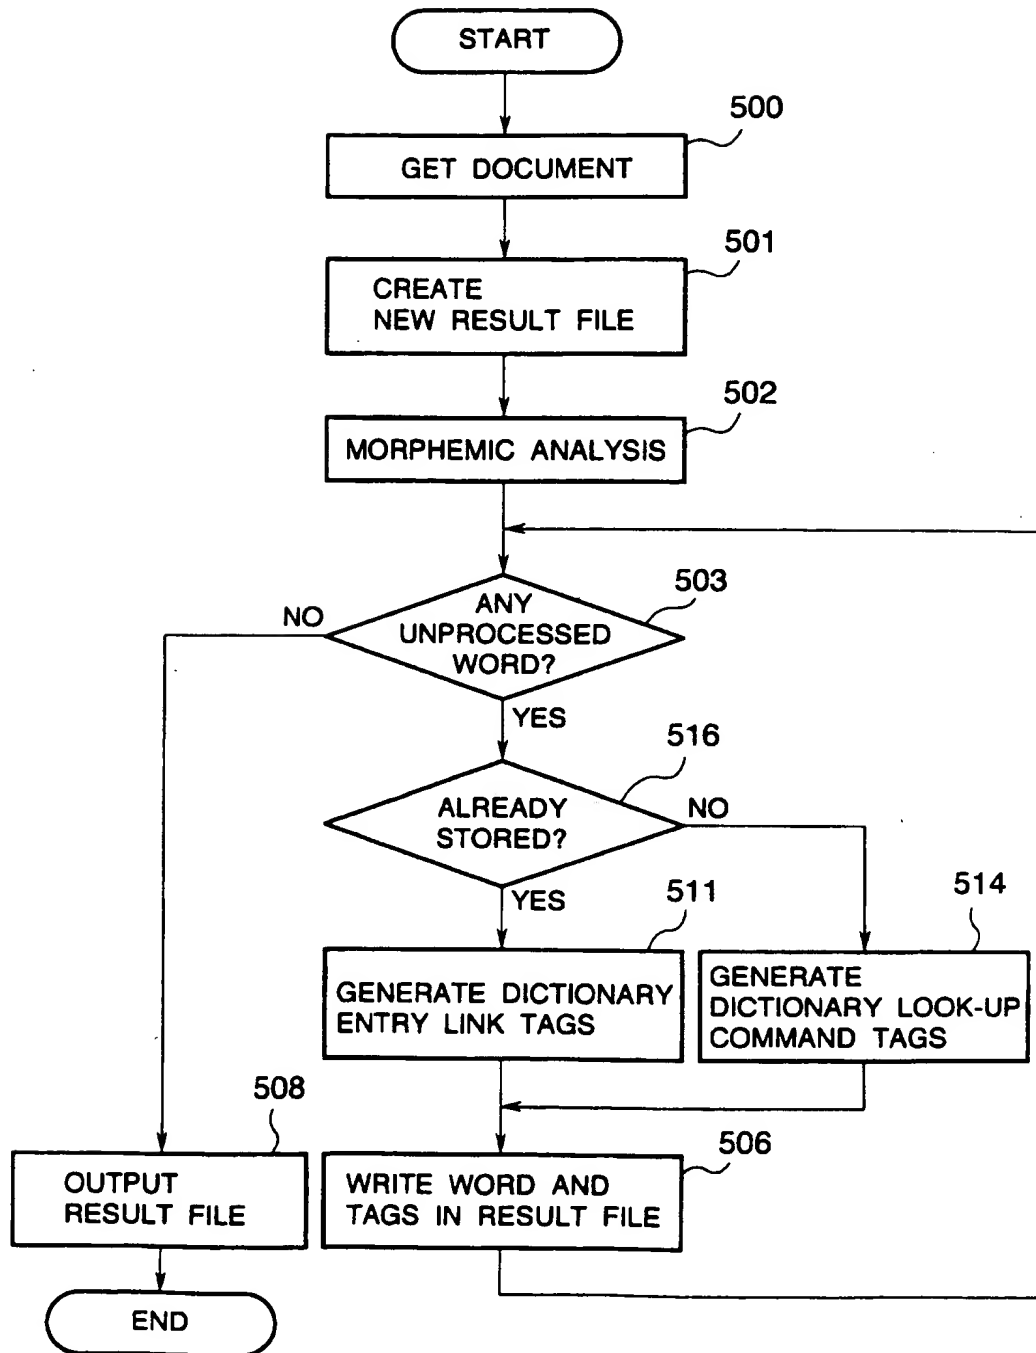 START
500
GET DOCUMENT
501
CREATE
NEW RESULT FILE
502
MORPHEMIC ANALYSIS
503
NO
ANY
UNPROCESSED
WORD?
YES
516
ALREADY
STORED?
NO
YES
511
514
GENERATE DICTIONARY
ENTRY LINK TAGS
GENERATE
DICTIONARY LOOK-UP
COMMAND TAGS
508
506
OUTPUT
RESULT FILE
WRITE WORD AND
TAGS IN RESULT FILE
END